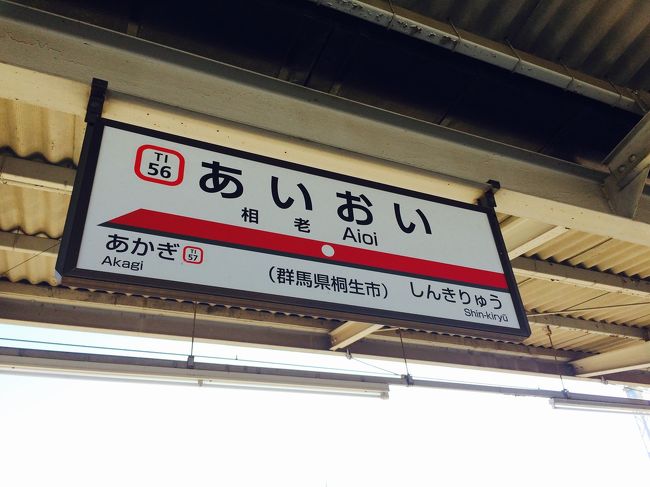 TI
56
あいおい
相老
Aioi
あかぎ TI 57
Akagi
(群馬県桐生市)
しんきりゅう
Shin-kiryū